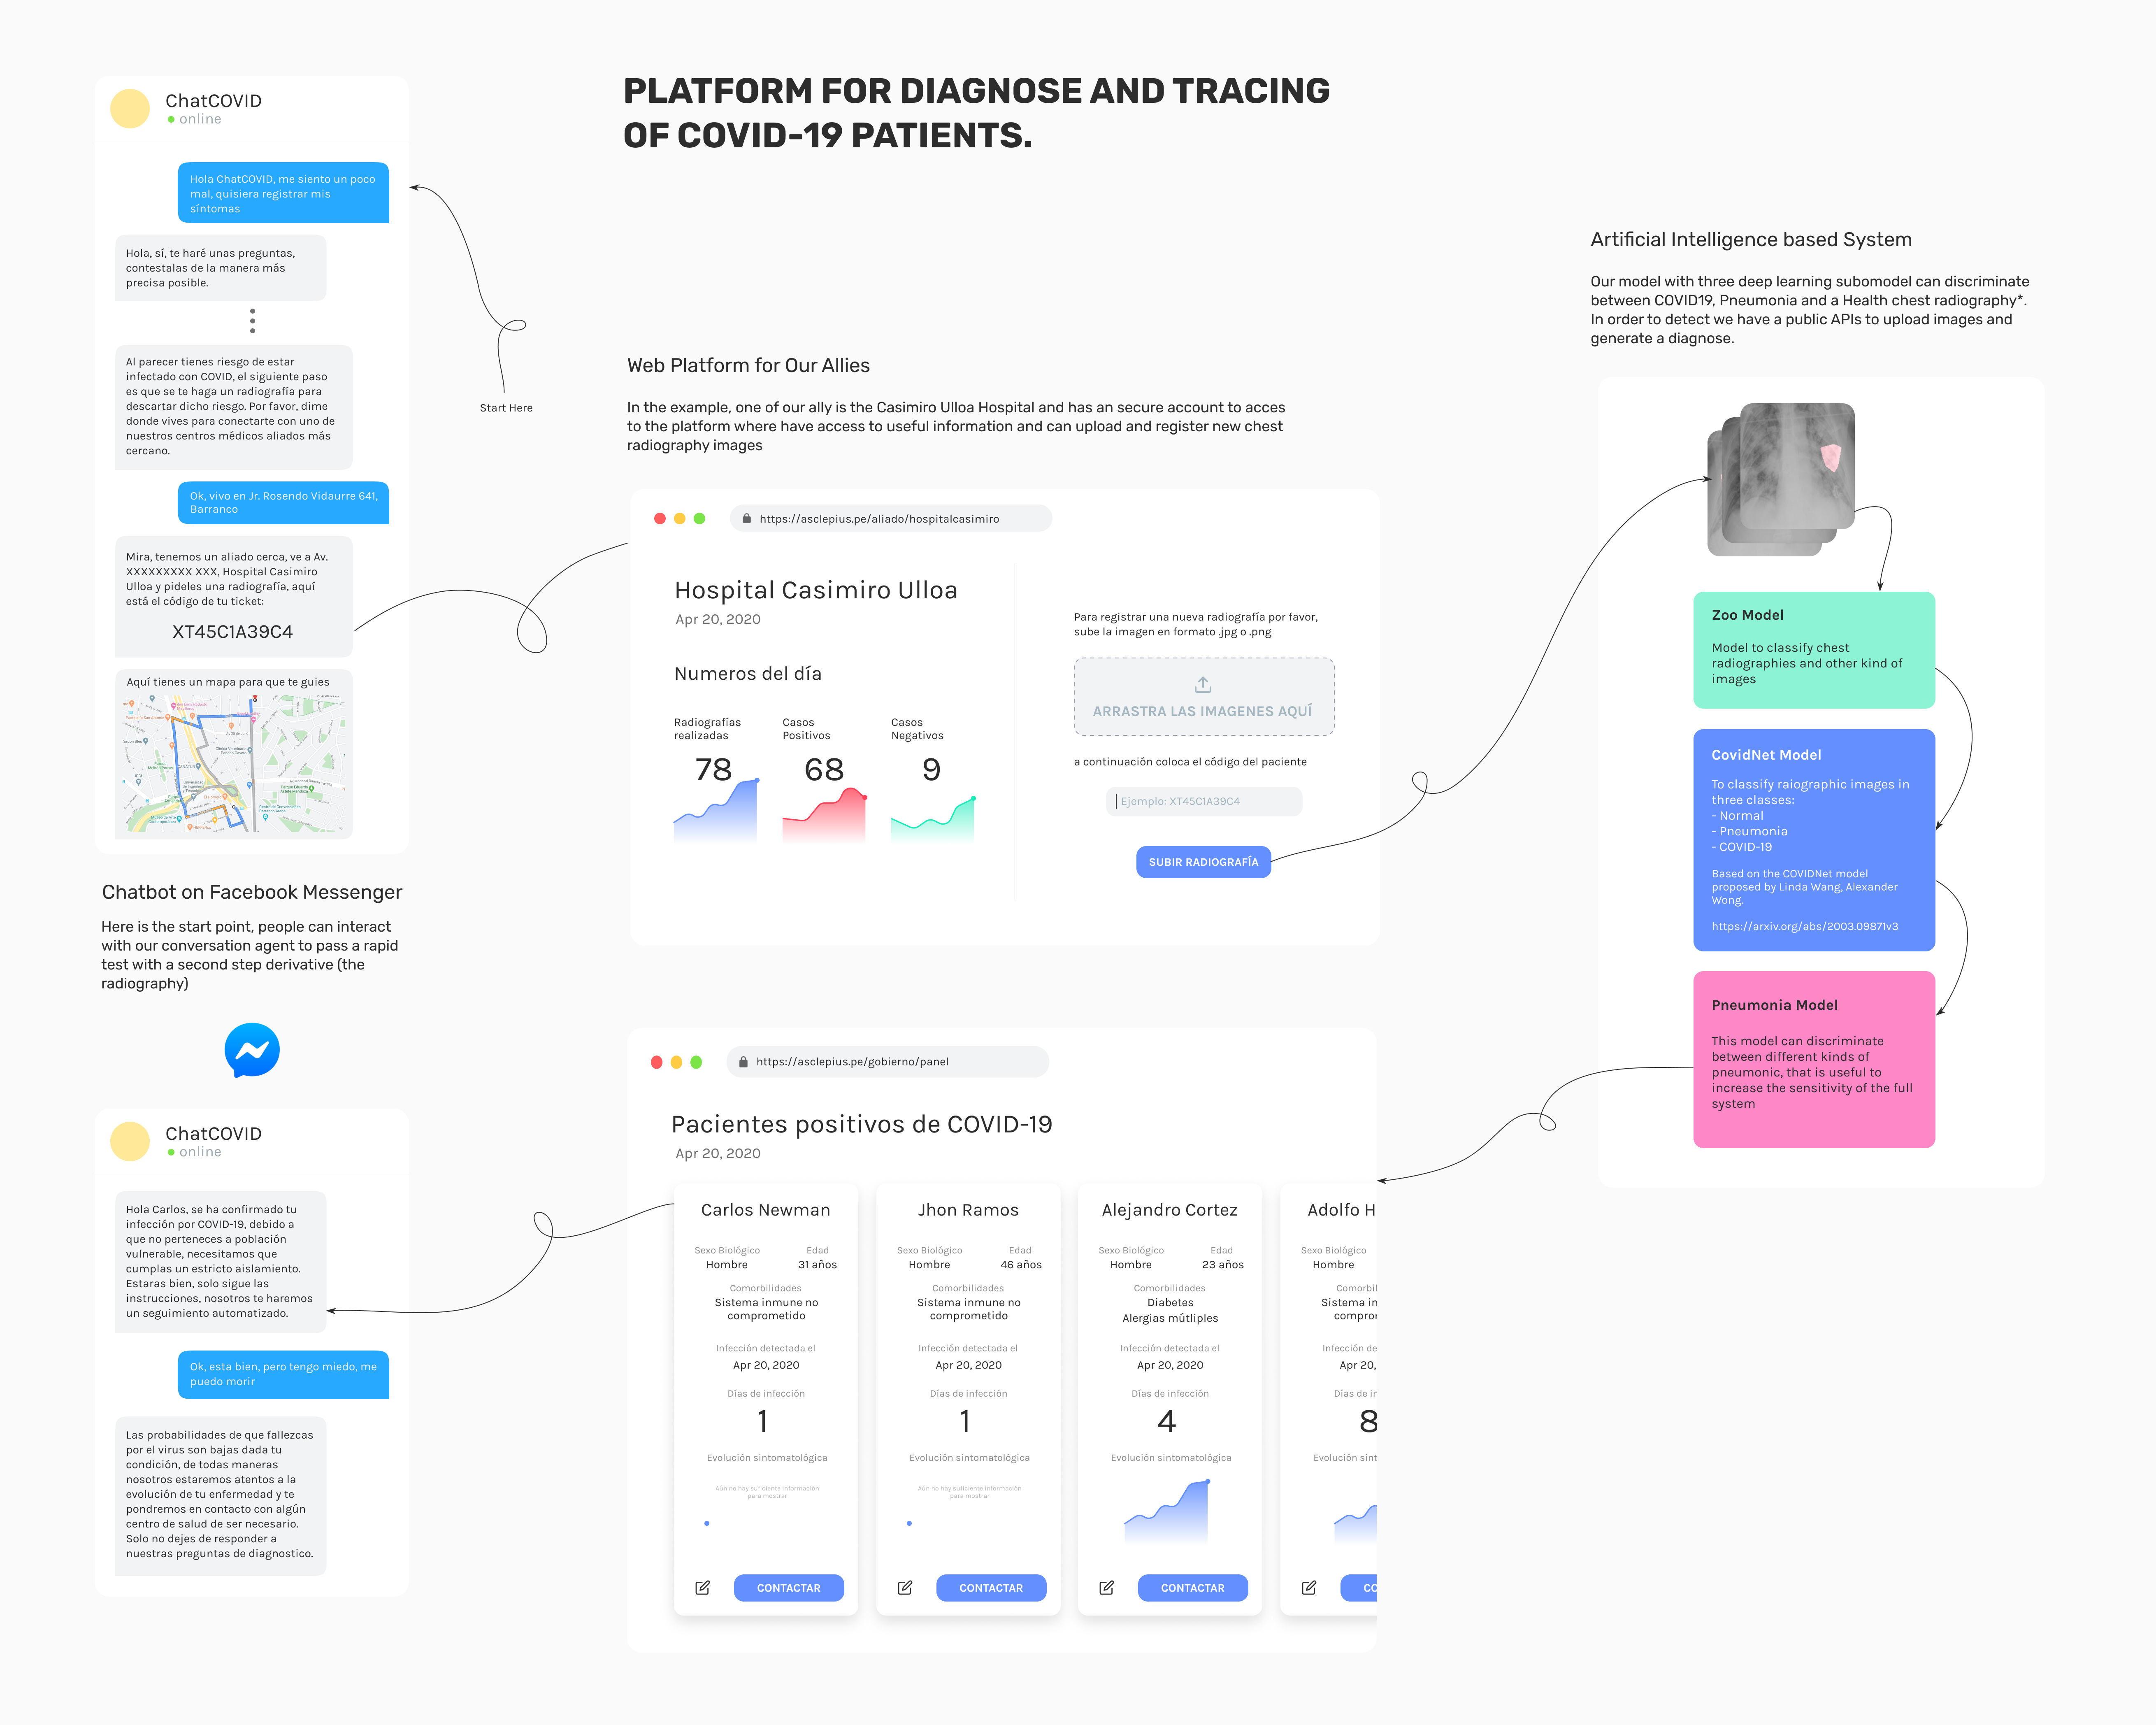 PLATFORM FOR DIAGNOSE AND TRACING
OF COVID-19 PATIENTS.
ChatCOVID
online
Hola ChatCOVID, me siento un poco
mal, quisiera registrar mis
síntomas
Hola, sí, te haré unas preguntas,
contestalas de la manera más
precisa posible.
Al parecer tienes riesgo de estar
infectado con COVID, el siguiente paso
es que se te haga un radiografía para
descartar dicho riesgo. Por favor, dime
donde vives para conectarte con uno de
nuestros centros médicos aliados más
cercano.
Ok, vivo en Jr. Rosendo Vidaurre 641,
Barranco
Mira, tenemos un aliado cerca, ve a Av.
XXXXXXXXX XXX, Hospital Casimiro
Ulloa y pideles una radiografía, aquí
está el código de tu ticket:
XT45C1A39C4
Aquí tienes un mapa para que te guies
Start Here
Chatbot on Facebook Messenger
Here is the start point, people can interact
with our conversation agent to pass a rapid
test with a second step derivative (the
radiography)
Web Platform for Our Allies
In the example, one of our ally is the Casimiro Ulloa Hospital and has an secure account to acces
to the platform where have access to useful information and can upload and register new chest
radiography images
https://asclepius.pe/aliado/hospitalcasimiro
Hospital Casimiro Ulloa
Apr 20, 2020
Numeros del día
Radiografías
realizadas
78
Casos
Positivos
68
Casos
Negativos
9
Para registrar una nueva radiografía por favor,
sube la imagen en formato .jpg o .png
ARRASTRA LAS IMAGENES AQUÍ
a continuación coloca el código del paciente
Ejemplo: XT45C1A39C4
SUBIR RADIOGRAFÍA
Artificial Intelligence based System
Our model with three deep learning subomodel can discriminate
between COVID19, Pneumonia and a Health chest radiography*.
In order to detect we have a public APIs to upload images and
generate a diagnose.
Zoo Model
Model to classify chest
radiographies and other kind of
images
CovidNet Model
To classify raiographic images in
three classes:
- Normal
- Pneumonia
- COVID-19
Based on the COVIDNet model
proposed by Linda Wang, Alexander
Wong.
https://arxiv.org/abs/2003.09871v3
Pneumonia Model
This model can discriminate
between different kinds of
pneumonic, that is useful to
increase the sensitivity of the full
system
https://asclepius.pe/gobierno/panel
Pacientes positivos de COVID-19
Apr 20, 2020
Carlos Newman
Sexo Biológico Edad
Hombre 31 años
Comorbilidades
Sistema inmune no
comprometido
Infección detectada el
Apr 20, 2020
Días de infección
1
Evolución sintomatológica
Aún no hay suficiente información
para mostrar
CONTACTAR
Jhon Ramos
Sexo Biológico Edad
Hombre 46 años
Comorbilidades
Sistema inmune no
comprometido
Infección detectada el
Apr 20, 2020
Días de infección
1
Evolución sintomatológica
Aún no hay suficiente información
para mostrar
CONTACTAR
Alejandro Cortez
Sexo Biológico Edad
Hombre 23 años
Comorbilidades
Diabetes
Alergias mútliples
Infección detectada el
Apr 20, 2020
Días de infección
4
Evolución sintomatológica
CONTACTAR
Adolfo H
Sexo Biológico
Hombre
Comorbil
Sistema in
compror
Infección de
Apr 20,
Días de in
8
Evolución sint
CO
ChatCOVID
online
Hola Carlos, se ha confirmado tu
infección por COVID-19, debido a
que no perteneces a población
vulnerable, necesitamos que
cumplas un estricto aislamiento.
Estaras bien, solo sigue las
instrucciones, nosotros te haremos
un seguimiento automatizado.
Ok, esta bien, pero tengo miedo, me
puedo morir
Las probabilidades de que fallezcas
por el virus son bajas dada tu
condición, de todas maneras
nosotros estaremos atentos a la
evolución de tu enfermedad y te
pondremos en contacto con algún
centro de salud de ser necesario.
Solo no dejes de responder a
nuestras preguntas de diagnostico.